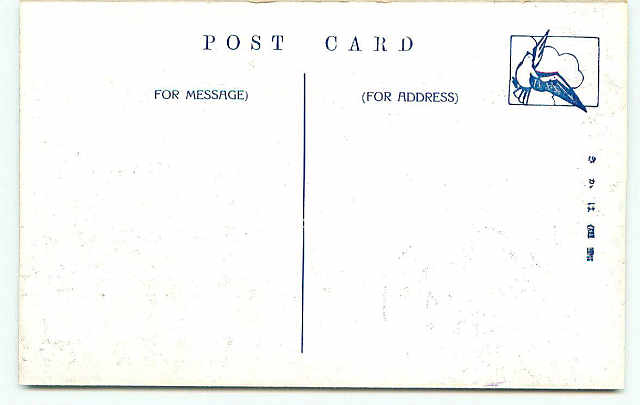 POST CARD
FOR MESSAGE)
(FOR ADDRESS)